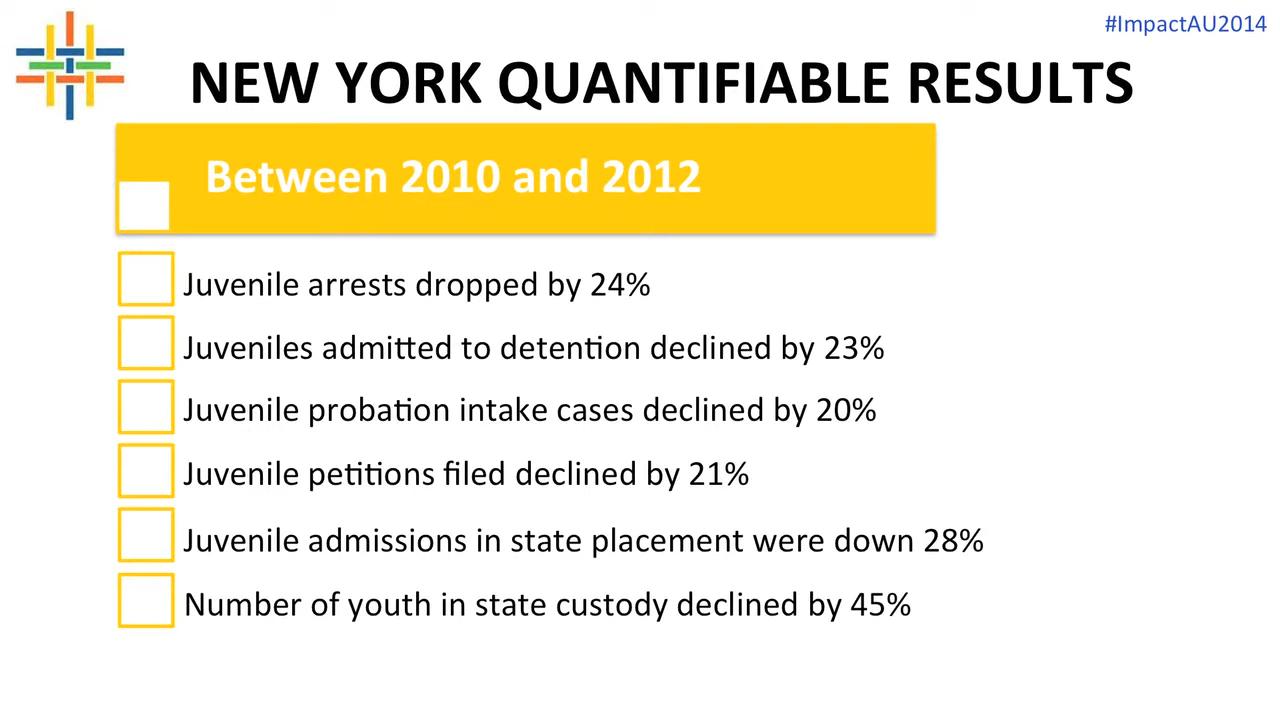 #ImpactAU2014
NEW YORK QUANTIFIABLE RESULTS
Between 2010 and 2012
Juvenile arrests dropped by 24%
Juveniles admitted to detention declined by 23%
Juvenile probation intake cases declined by 20%
Juvenile petitions filed declined by 21%
Juvenile admissions in state placement were down 28%
Number of youth in state custody declined by 45%